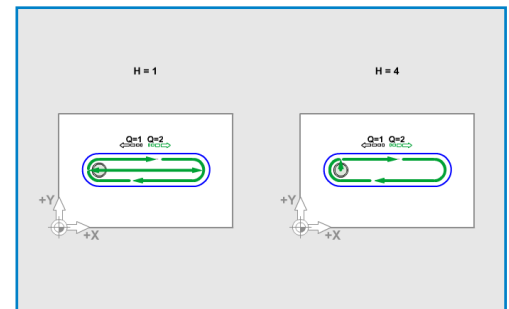 H = 1
H = 4
Q=1 Q=2
Q=1 Q=2
+Y
+X
+Y
+X